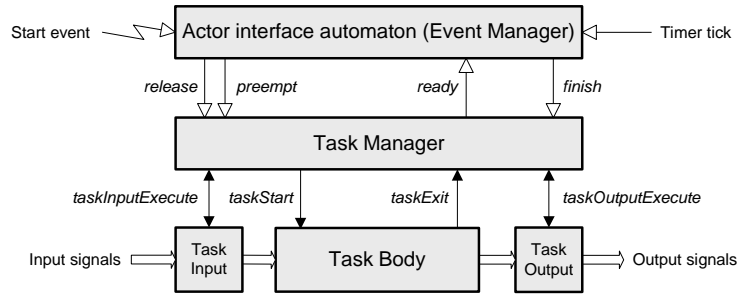 Start event
Actor interface automaton (Event Manager)
Timer tick
release
preempt
ready
finish
Task Manager
taskInputExecute
taskStart
taskExit
taskOutputExecute
Input signals
Task
Input
Task Body
Task
Output
Output signals